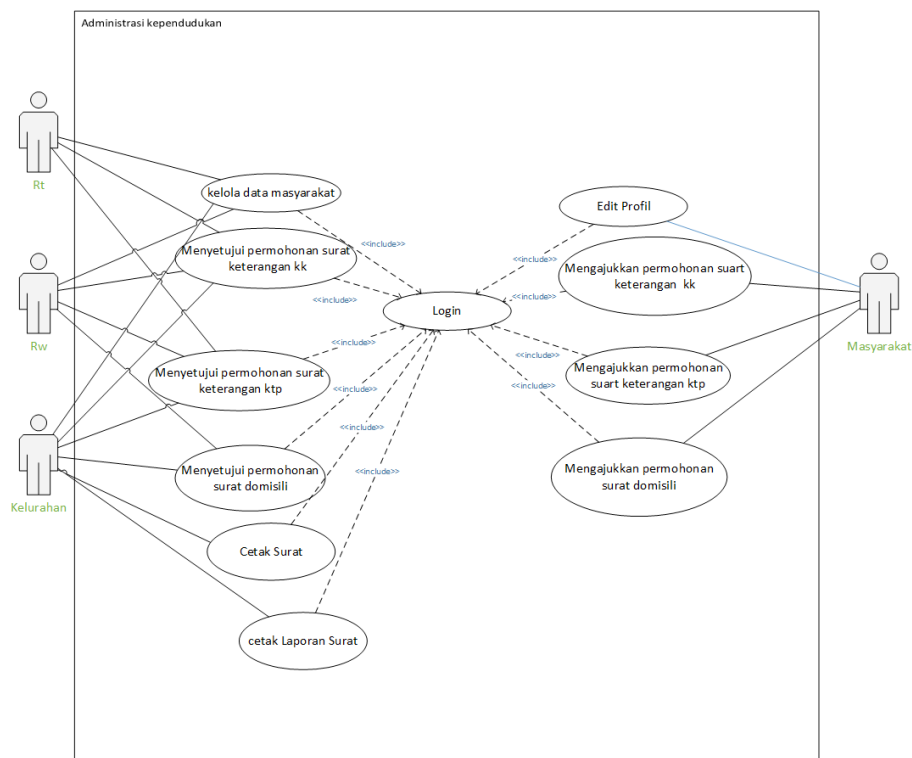 Administrasi kependudukan
Rt
kelola data masyarakat
Edit Profil
<<include>>
Menyetujui permohonan surat
keterangan kk
<<include>>
Mengajukkan permohonan suart
keterangan kk
<<include>>
<<include>>
Login
Rw
Masyarakat
<<include>>
<<include>>
Menyetujui permohonan surat
keterangan ktp
Mengajukkan permohonan
suart keterangan ktp
<<include>>
<<include>>
<<include>>
Menyetujui permohonan
surat domisili
<<include>>
Mengajukkan permohonan
surat domisili
Kelurahan
Cetak Surat
cetak Laporan Surat